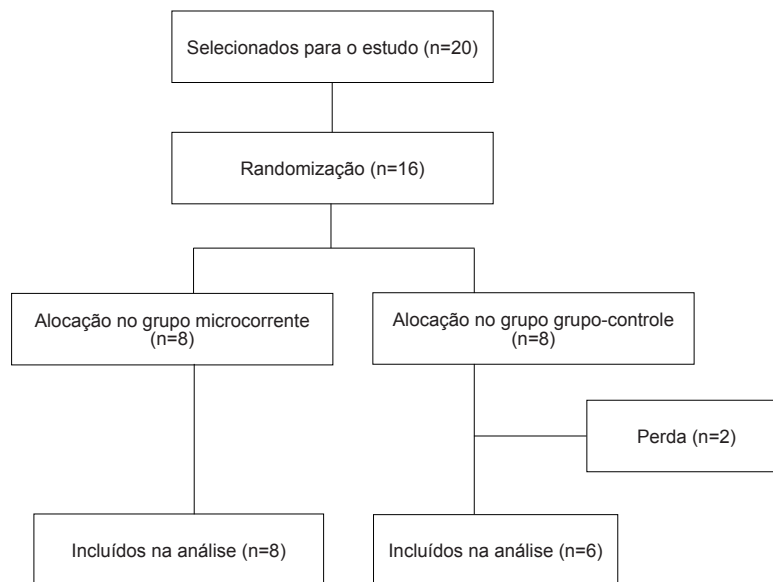 Selecionados para o estudo (n=20)
Randomização (n=16)
Alocação no grupo microcorrente
(n=8)
Alocação no grupo grupo-controle
(n=8)
Perda (n=2)
Incluídos na análise (n=8)
Incluídos na análise (n=6)